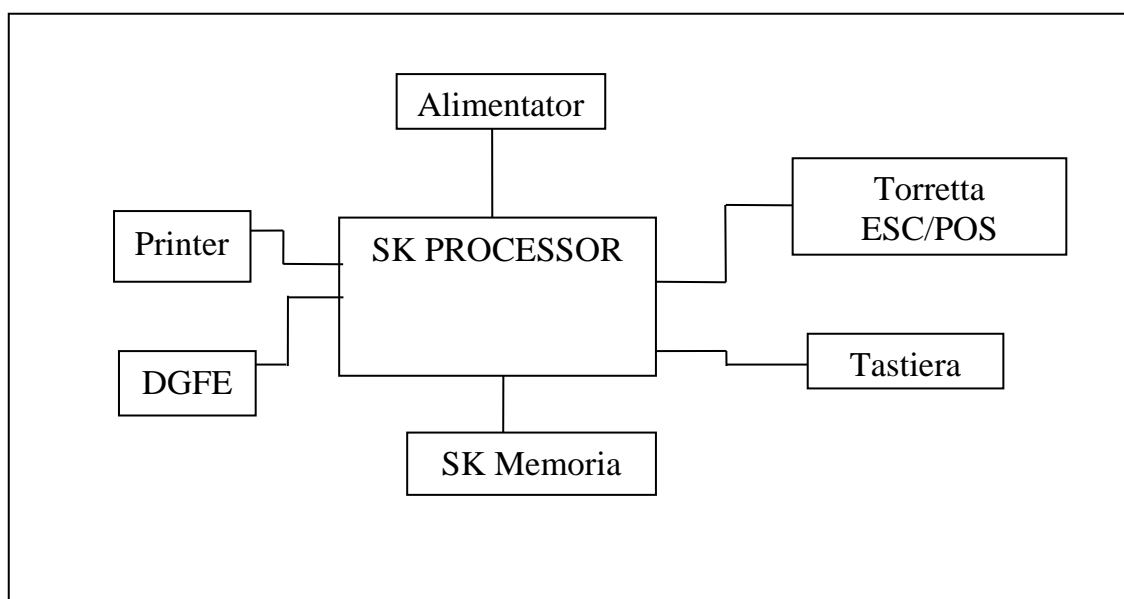 Alimentator
Torretta
ESC/POS
Printer
SK PROCESSOR
DGFE
Tastiera
SK Memoria